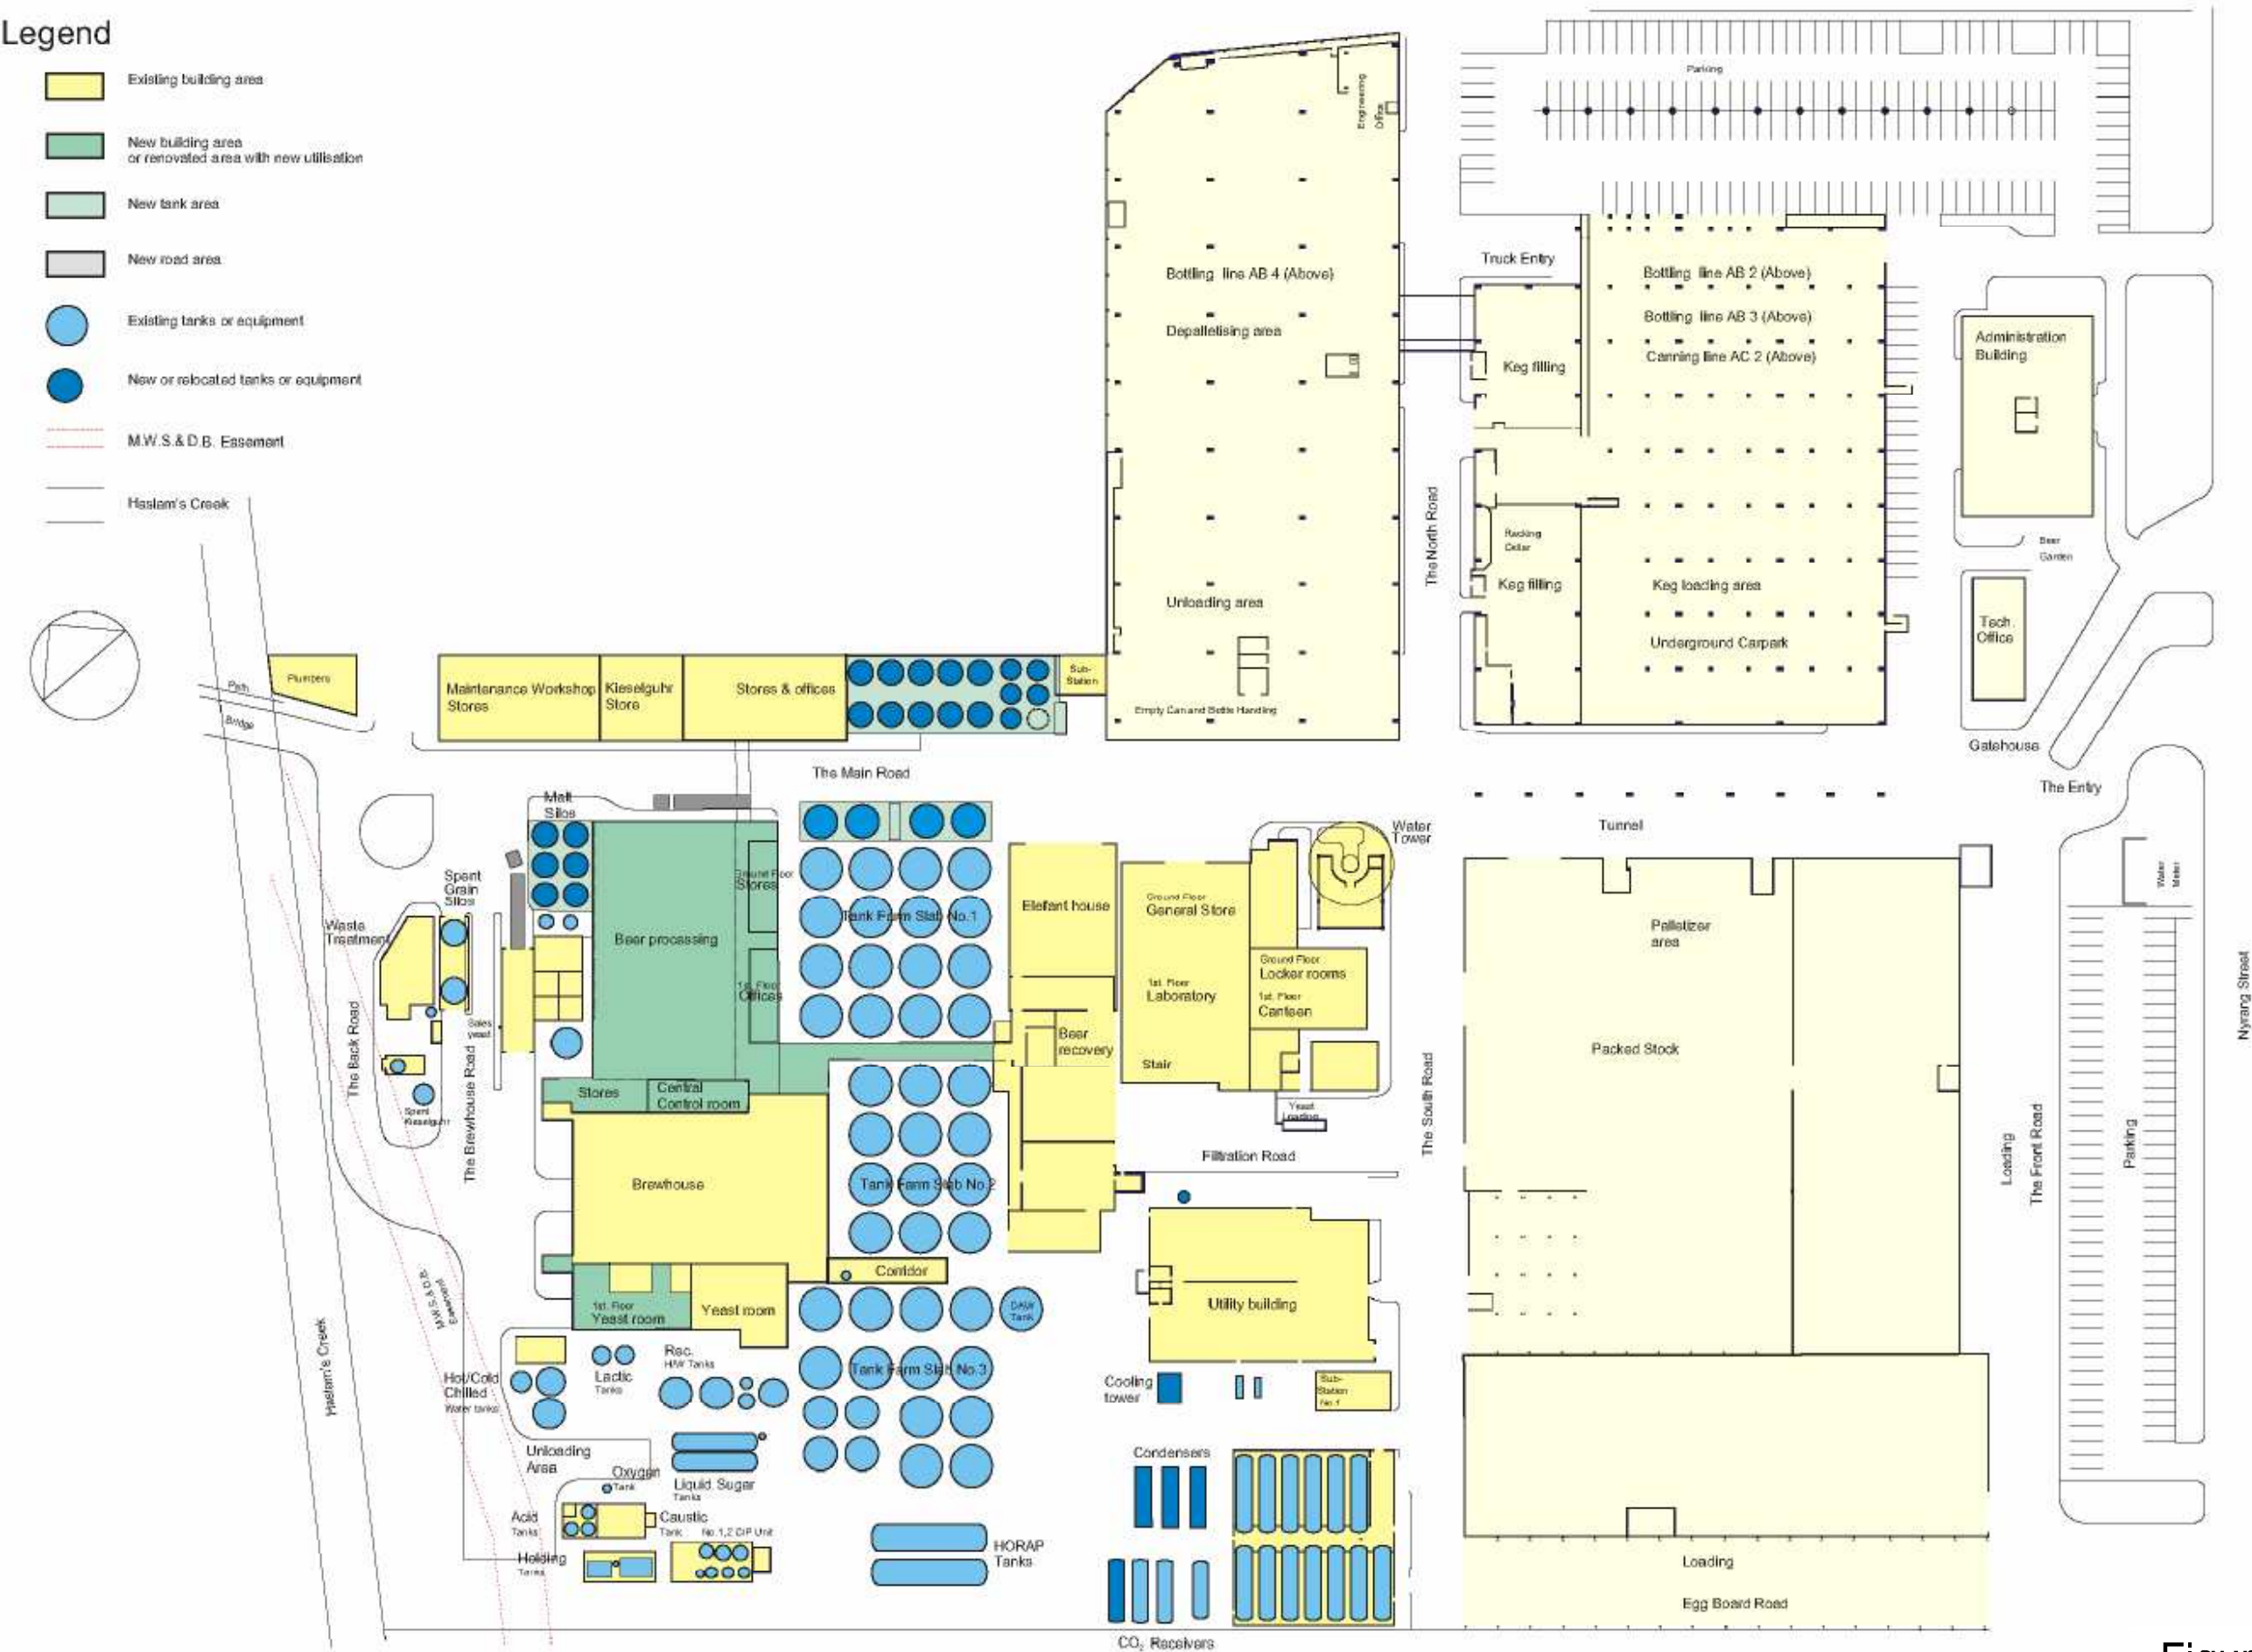 Legend
Existing building area
New building area
or renovated area with new utilisation
New tank area
New road area
Existing tanks or equipment
New or relocated tanks or equipment
M.W.S.& D.B. Easement
Haslam's Creek
Parking
Engineering
Office
Truck Entry
Bottling line AB 4 (Above)
Depalletising area
Bottling line AB 2 (Above)
Bottling line AB 3 (Above)
Canning line AC 2 (Above)
Keg filling
Administration
Building
The North Road
Racking
Cellar
Keg filling
Keg loading area
Underground Carpark
Beer
Garden
Tech.
Office
Unloading area
Empty Can and Bottle Handling
Plumbers
Path
Bridge
Maintenance Workshop
Stores
Kieselguhr
Store
Stores & offices
Sub-
Station
Gatehouse
The Entry
The Main Road
Tunnel
Malt
Silos
Water
Tower
Water
Meter
Spent
Grain
Silos
Waste
Treatment
Beer processing
Ground Floor
Stores
Tank Farm Slab No.1
1st. Floor
Offices
Elefant house
Ground Floor
General Store
Ground Floor
Locker rooms
1st. Floor
Canteen
1st. Floor
Laboratory
Stair
Beer
recovery
Palletizer
area
Packed Stock
Nyrang Street
Sales
yeast
The Back Road
The Brewhouse Road
Spent
Kieselguhr
Stores
Central
Control room
Yeast
Loading
Filtration Road
The South Road
Loading
The Front Road
Parking
Brewhouse
Tank Farm Slab No.2
Corridor
M.W.S.& D.B.
Easement
1st. Floor
Yeast room
Yeast room
DAW
Tank
Utility building
Haslam's Creek
Hot/Cold
Chilled
Water tanks
Lactic
Tanks
Rec.
H/W Tanks
Tank Farm Slab No.3
Cooling
tower
Sub-
Station
No.1
Unloading
Area
Oxygen
Tank
Liquid Sugar
Tanks
Condensers
Acid
Tanks
Caustic
Tank
No.1,2 CIP Unit
Holding
Tanks
HORAP
Tanks
Loading
Egg Board Road
CO2 Receivers